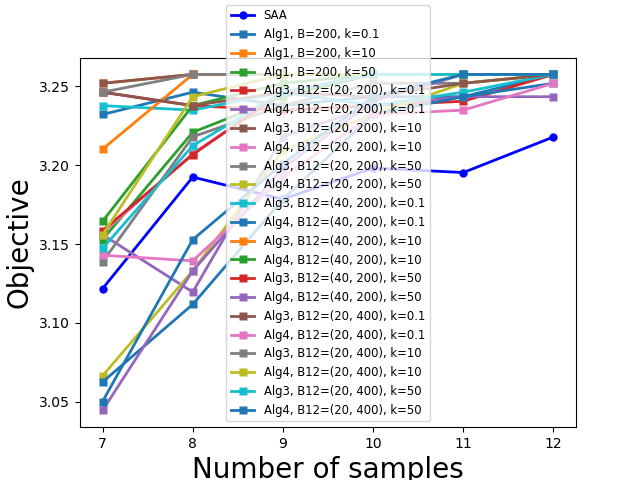 SAA
Alg1, B=200, k=0.1
Alg1, B=200, k=10
Alg1, B=200, k=50
Alg3, B12=(20, 200), k=0.1
Alg4, B12=(20, 200), k=0.1
Alg3, B12=(20, 200), k=10
Alg4, B12=(20, 200), k=10
Alg3, B12=(20, 200), k=50
Alg4, B12=(20, 200), k=50
Alg3, B12=(40, 200), k=0.1
Alg4, B12=(40, 200), k=0.1
Alg3, B12=(40, 200), k=10
Alg4, B12=(40, 200), k=10
Alg3, B12=(40, 200), k=50
Alg4, B12=(40, 200), k=50
Alg3, B12=(20, 400), k=0.1
Alg4, B12=(20, 400), k=0.1
Alg3, B12=(20, 400), k=10
Alg4, B12=(20, 400), k=10
Alg3, B12=(20, 400), k=50
Alg4, B12=(20, 400), k=50
3.25
3.20
3.15
3.10
3.05
Objective
7 8 9 10 11 12
Number of samples